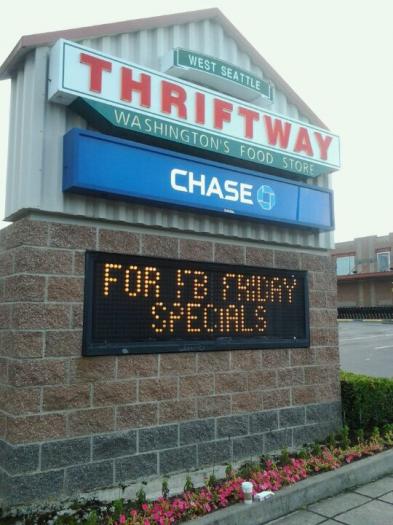 WEST SEATTLE
THRIFTWAY
WASHINGTON'S FOOD STORE
CHASE
FOR FB FRIDAY
SPECIALS